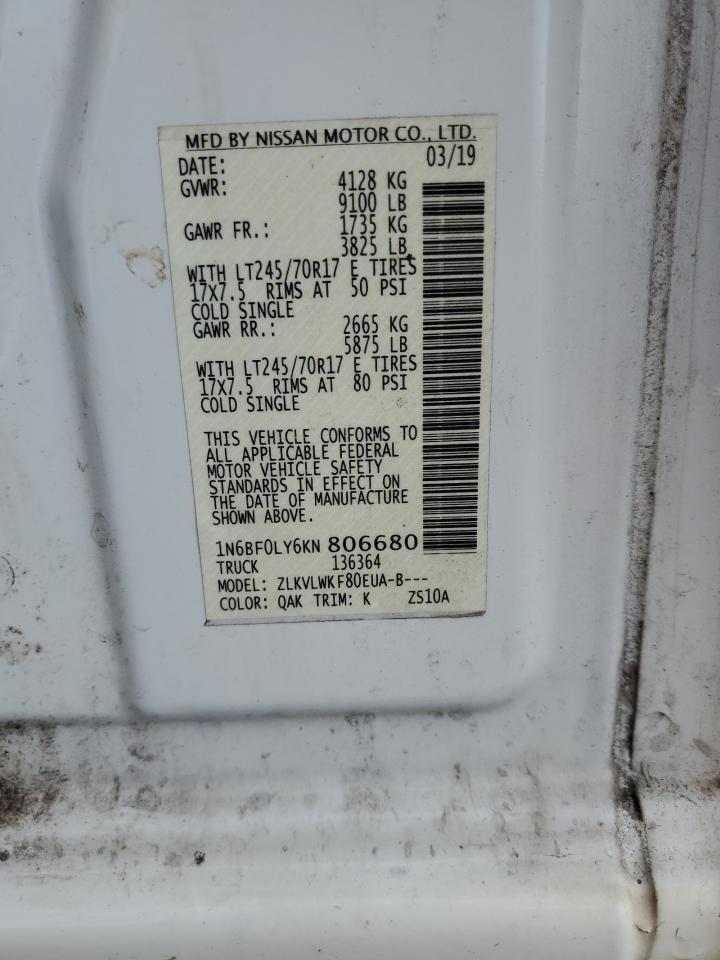 MFD BY NISSAN MOTOR CO., LTD.
DATE: 03/19
GVWR: 4128 KG
9100 LB
GAWR FR.: 1735 KG
3825 LB
WITH LT245/70R17 E TIRES
17X7.5 RIMS AT 50 PSI
COLD SINGLE
GAWR RR.: 2665 KG
5875 LB
WITH LT245/70R17 E TIRES
17X7.5 RIMS AT 80 PSI
COLD SINGLE
THIS VEHICLE CONFORMS TO
ALL APPLICABLE FEDERAL
MOTOR VEHICLE SAFETY
STANDARDS IN EFFECT ON
THE DATE OF MANUFACTURE
SHOWN ABOVE.
1N6BF0LY6KN 806680
TRUCK 136364
MODEL: ZLKVLWKF80EUA-B---
COLOR: QAK TRIM: K ZS10A